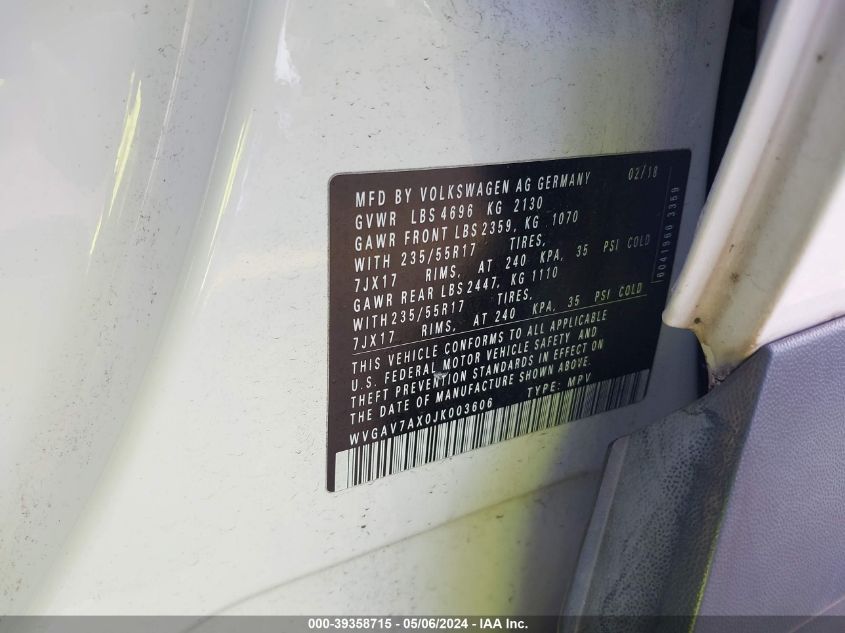 MFD BY VOLKSWAGEN AG GERMANY 02/18
GVWR LBS 4696 KG 2130
GAWR FRONT LBS 2359, KG 1070
WITH 235/55R17 TIRES,
7JX17 RIMS, AT 240 KPA, 35 PSI COLD
GAWR REAR LBS 2447, KG 1110
WITH 235/55R17 TIRES,
7JX17 RIMS, AT 240 KPA, 35 PSI COLD
THIS VEHICLE CONFORMS TO ALL APPLICABLE
U.S. FEDERAL MOTOR VEHICLE SAFETY AND
THEFT PREVENTION STANDARDS IN EFFECT ON
THE DATE OF MANUFACTURE SHOWN ABOVE.
WVGAV7AX0JK003606 TYPE: MPV
000-39358715 - 05/06/2024 - IAA Inc.